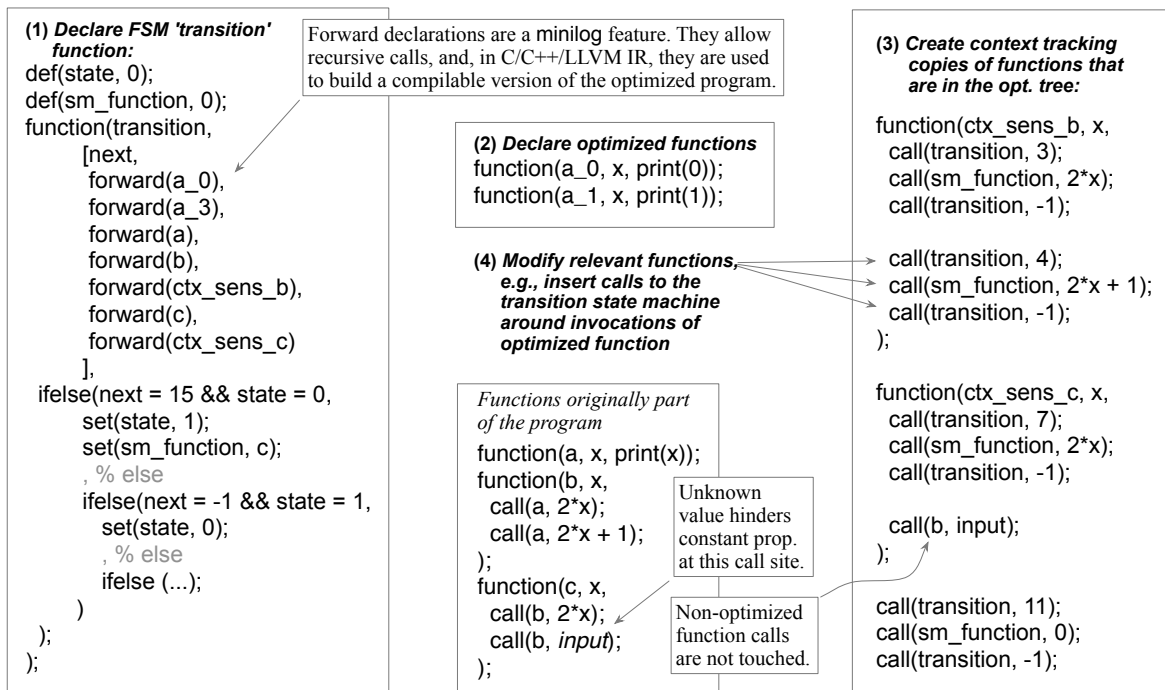 (1) Declare FSM 'transition'
function:
def(state, 0);
def(sm_function, 0);
function(transition,
[next,
forward(a_0),
forward(a_3),
forward(a),
forward(b),
forward(ctx_sens_b),
forward(c),
forward(ctx_sens_c)
],
ifelse(next = 15 && state = 0,
set(state, 1);
set(sm_function, c);
, % else
ifelse(next = -1 && state = 1,
set(state, 0);
, % else
ifelse (...);
)
);
);
Forward declarations are a minilog feature. They allow
recursive calls, and, in C/C++/LLVM IR, they are used
to build a compilable version of the optimized program.
(2) Declare optimized functions
function(a_0, x, print(0));
function(a_1, x, print(1));
(4) Modify relevant functions,
e.g., insert calls to the
transition state machine
around invocations of
optimized function
Functions originally part
of the program
function(a, x, print(x));
function(b, x,
call(a, 2*x);
call(a, 2*x + 1);
);
function(c, x,
call(b, 2*x);
call(b, input);
);
Unknown
value hinders
constant prop.
at this call site.
Non-optimized
function calls
are not touched.
(3) Create context tracking
copies of functions that
are in the opt. tree:
function(ctx_sens_b, x,
call(transition, 3);
call(sm_function, 2*x);
call(transition, -1);
call(transition, 4);
call(sm_function, 2*x + 1);
call(transition, -1);
);
function(ctx_sens_c, x,
call(transition, 7);
call(sm_function, 2*x);
call(transition, -1);
call(b, input);
);
call(transition, 11);
call(sm_function, 0);
call(transition, -1);